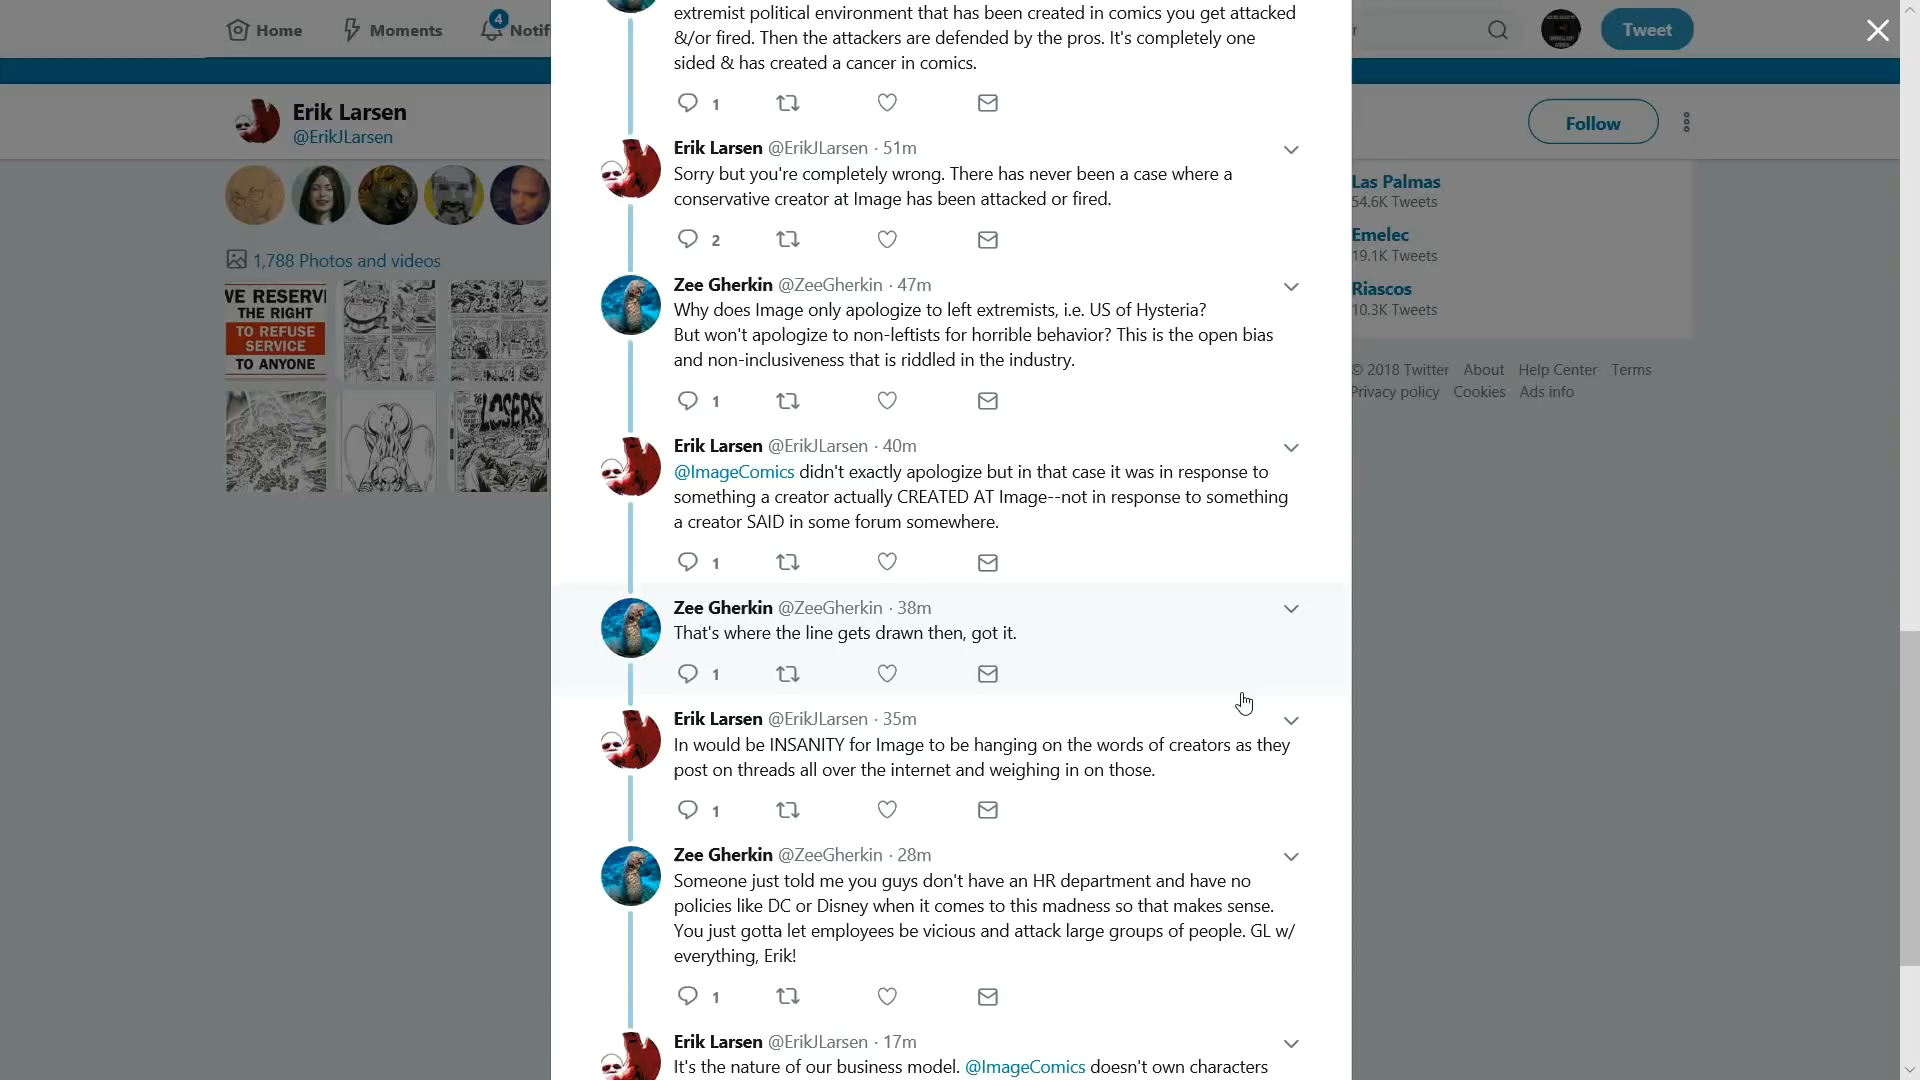 Home
Moments
4
Notif
r
Tweet
Erik Larsen
@ErikJLarsen
Follow
1,788 Photos and videos
WE RESERVE
THE RIGHT
TO REFUSE
SERVICE
TO ANYONE
LOSERS
extremist political environment that has been created in comics you get attacked
&/or fired. Then the attackers are defended by the pros. It's completely one
sided & has created a cancer in comics.
1
Erik Larsen @ErikJLarsen · 51m
Sorry but you're completely wrong. There has never been a case where a
conservative creator at Image has been attacked or fired.
2
Zee Gherkin @ZeeGherkin · 47m
Why does Image only apologize to left extremists, i.e. US of Hysteria?
But won't apologize to non-leftists for horrible behavior? This is the open bias
and non-inclusiveness that is riddled in the industry.
1
Erik Larsen @ErikJLarsen · 40m
@ImageComics didn't exactly apologize but in that case it was in response to
something a creator actually CREATED AT Image--not in response to something
a creator SAID in some forum somewhere.
1
Zee Gherkin @ZeeGherkin · 38m
That's where the line gets drawn then, got it.
1
Erik Larsen @ErikJLarsen · 35m
In would be INSANITY for Image to be hanging on the words of creators as they
post on threads all over the internet and weighing in on those.
1
Zee Gherkin @ZeeGherkin · 28m
Someone just told me you guys don't have an HR department and have no
policies like DC or Disney when it comes to this madness so that makes sense.
You just gotta let employees be vicious and attack large groups of people. GL w/
everything, Erik!
1
Erik Larsen @ErikJLarsen · 17m
It's the nature of our business model. @ImageComics doesn't own characters
Las Palmas
54.6K Tweets
Emelec
19.1K Tweets
Riascos
10.3K Tweets
© 2018 Twitter About Help Center Terms
Privacy policy Cookies Ads info